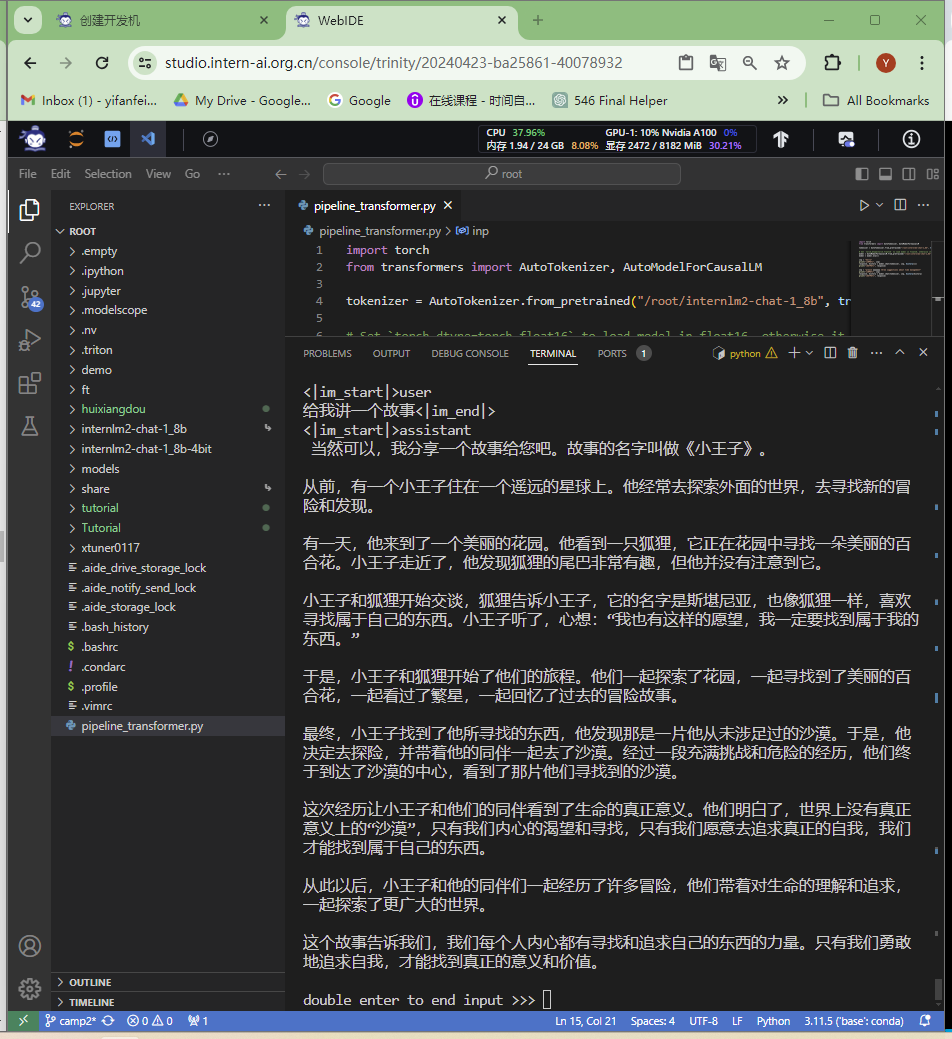 创建开发机
WebIDE
studio.intern-ai.org.cn/console/trinity/20240423-ba25861-40078932
Y
Inbox (1) - yifanfei...
My Drive - Google...
Google
在线课程 - 时间自...
546 Final Helper
All Bookmarks
CPU 37.96% GPU-1: 10% Nvidia A100 0%
内存 1.94 / 24 GB 8.08% 显存 2472 / 8182 MiB 30.21%
File Edit Selection View Go ··· root
EXPLORER
ROOT
.empty
.ipython
.jupyter
.modelscope
.nv
.triton
demo
ft
huixiangdou
internlm2-chat-1_8b
internlm2-chat-1_8b-4bit
models
share
tutorial
Tutorial
xtuner0117
.aide_drive_storage_lock
.aide_notify_send_lock
.aide_storage_lock
.bash_history
.bashrc
.condarc
.profile
.vimrc
pipeline_transformer.py
OUTLINE
TIMELINE
42
pipeline_transformer.py
pipeline_transformer.py > inp
1 import torch
2 from transformers import AutoTokenizer, AutoModelForCausalLM
3
4 tokenizer = AutoTokenizer.from_pretrained("/root/internlm2-chat-1_8b", tr
5
6 # Set `torch_dtype=torch.float16` to load model in float16, otherwise it
PROBLEMS OUTPUT DEBUG CONSOLE TERMINAL PORTS 1
python
<|im_start|>user
给我讲一个故事<|im_end|>
<|im_start|>assistant
当然可以，我分享一个故事给您吧。故事的名字叫做《小王子》。
从前，有一个小王子住在一个遥远的星球上。他经常去探索外面的世界，去寻找新的冒
险和发现。
有一天，他来到了一个美丽的花园。他看到一只狐狸，它正在花园中寻找一朵美丽的百
合花。小王子走近了，他发现狐狸的尾巴非常有趣，但他并没有注意到它。
小王子和狐狸开始交谈，狐狸告诉小王子，它的名字是斯堪尼亚，也像狐狸一样，喜欢
寻找属于自己的东西。小王子听了，心想：“我也有这样的愿望，我一定要找到属于我的
东西。”
于是，小王子和狐狸开始了他们的旅程。他们一起探索了花园，一起寻找到了美丽的百
合花，一起看过了繁星，一起回忆了过去的冒险故事。
最终，小王子找到了他所寻找的东西，他发现那是一片他从未涉足过的沙漠。于是，他
决定去探险，并带着他的同伴一起去了沙漠。经过一段充满挑战和危险的经历，他们终
于到达了沙漠的中心，看到了那片他们寻找到的沙漠。
这次经历让小王子和他们的同伴看到了生命的真正意义。他们明白了，世界上没有真正
意义上的“沙漠”，只有我们内心的渴望和寻找，只有我们愿意去追求真正的自我，我们
才能找到属于自己的东西。
从此以后，小王子和他的同伴们一起经历了许多冒险，他们带着对生命的理解和追求，
一起探索了更广大的世界。
这个故事告诉我们，我们每个人内心都有寻找和追求自己的东西的力量。只有我们勇敢
地追求自我，才能找到真正的意义和价值。
double enter to end input >>>
camp2* 0 0 1 Ln 15, Col 21 Spaces: 4 UTF-8 LF Python 3.11.5 ('base': conda)